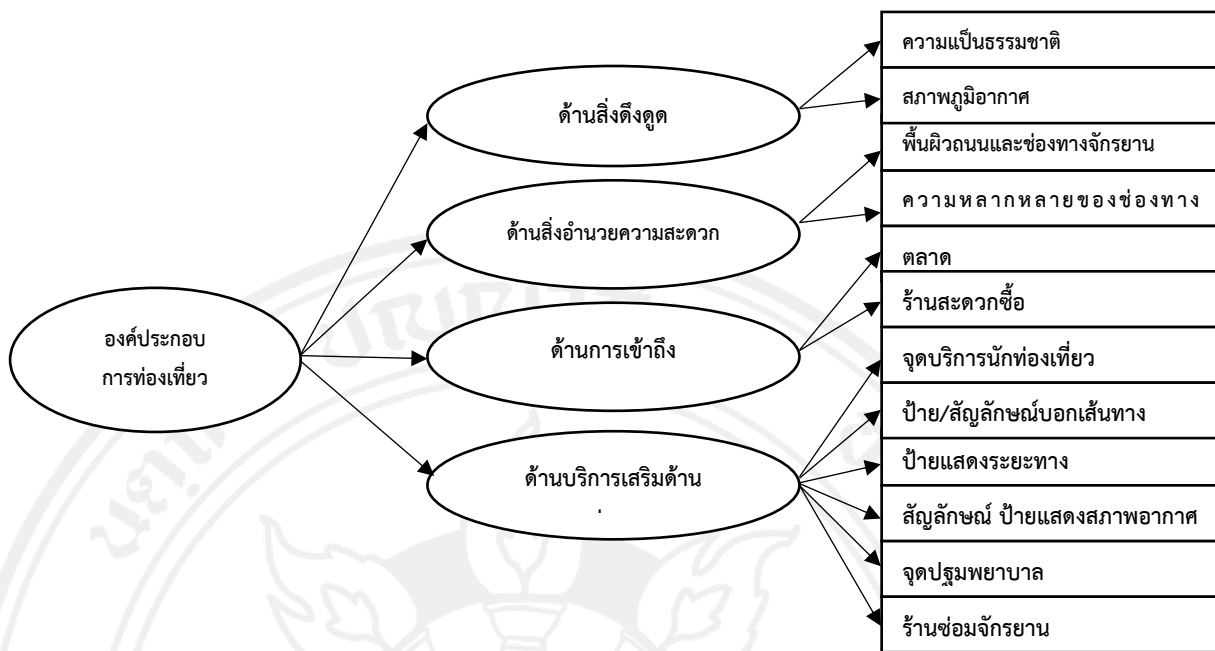 องค์ประกอบ
การท่องเที่ยว
ด้านสิ่งดึงดูด
ด้านสิ่งอำนวยความสะดวก
ด้านการเข้าถึง
ด้านบริการเสริมด้าน
ความแป็นธรรมชาติ
สภาพภูมิอากาศ
พื้นผิวถนนและช่องทางจักรยาน
ความหลากหลายของช่องทาง
ตลาด
ร้านสะดวกซื้อ
จุดบริการนักท่องเที่ยว
ป้าย/สัญลักษณ์บอกเส้นทาง
ป้ายแสดงระยะทาง
สัญลักษณ์ ป้ายแสดงสภาพอากาศ
จุดปฐมพยาบาล
ร้านซ่อมจักรยาน